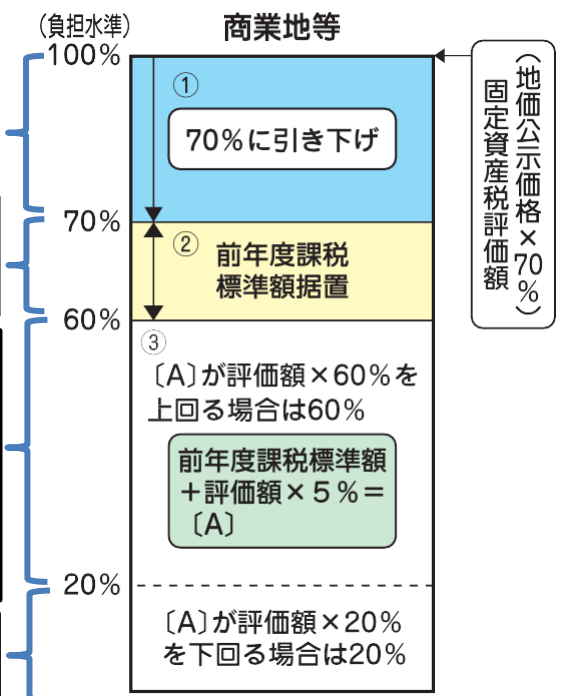 (負担水準)
商業地等
100%
①
70%に引き下げ
固定資産税評価額
(地価公示価格×70%)
70%
②
前年度課税
標準額据置
60%
③
〔A〕が評価額×60%を
上回る場合は60%
前年度課税標準額
+評価額×5%=
〔A〕
20%
〔A〕が評価額×20%
を下回る場合は20%